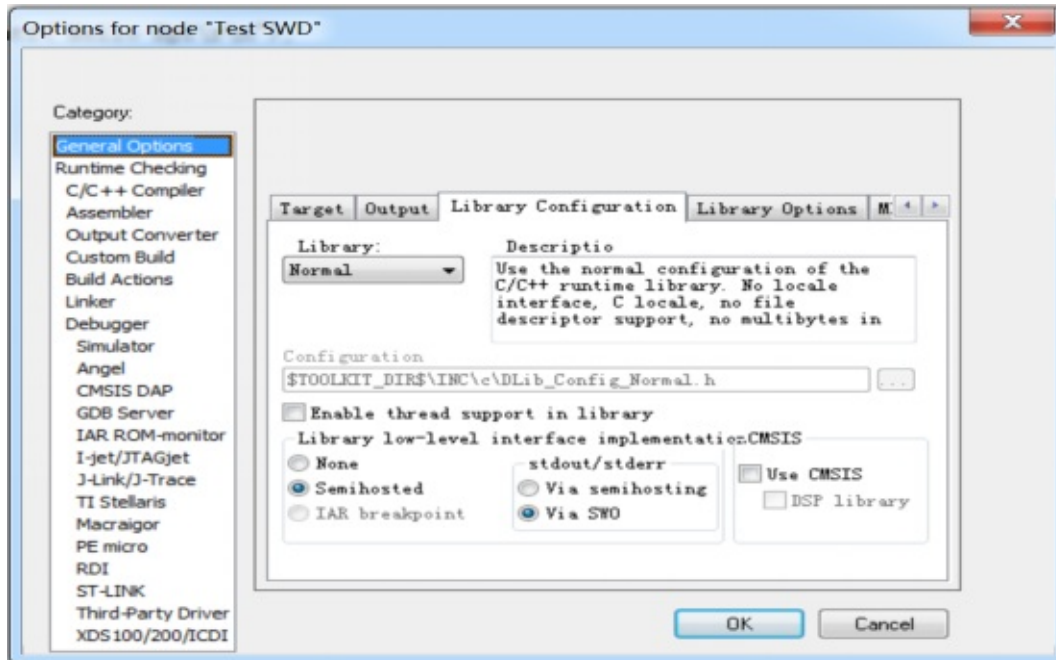 Options for node "Test SWD"
Category:
General Options
Runtime Checking
C/C++ Compiler
Assembler
Output Converter
Custom Build
Build Actions
Linker
Debugger
Simulator
Angel
CMSIS DAP
GDB Server
IAR ROM-monitor
I-jet/JTAGjet
J-Link/J-Trace
TI Stellaris
Macraigor
PE micro
RDI
ST-LINK
Third-Party Driver
XDS100/200/ICDI
Target Output Library Configuration Library Options M
Library: Descriptio
Normal
Use the normal configuration of the
C/C++ runtime library. No locale
interface, C locale, no file
descriptor support, no multibytes in
Configuration
$TOOLKIT_DIR$\INC\c\DLib_Config_Normal.h ...
Enable thread support in library
Library low-level interface implementation CMSIS
None stdout/stderr Use CMSIS
Semihosted Via semihosting DSP library
IAR breakpoint Via SWO
OK Cancel